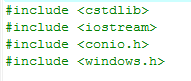 #include <cstdlib>
#include <iostream>
#include <conio.h>
#include <windows.h>